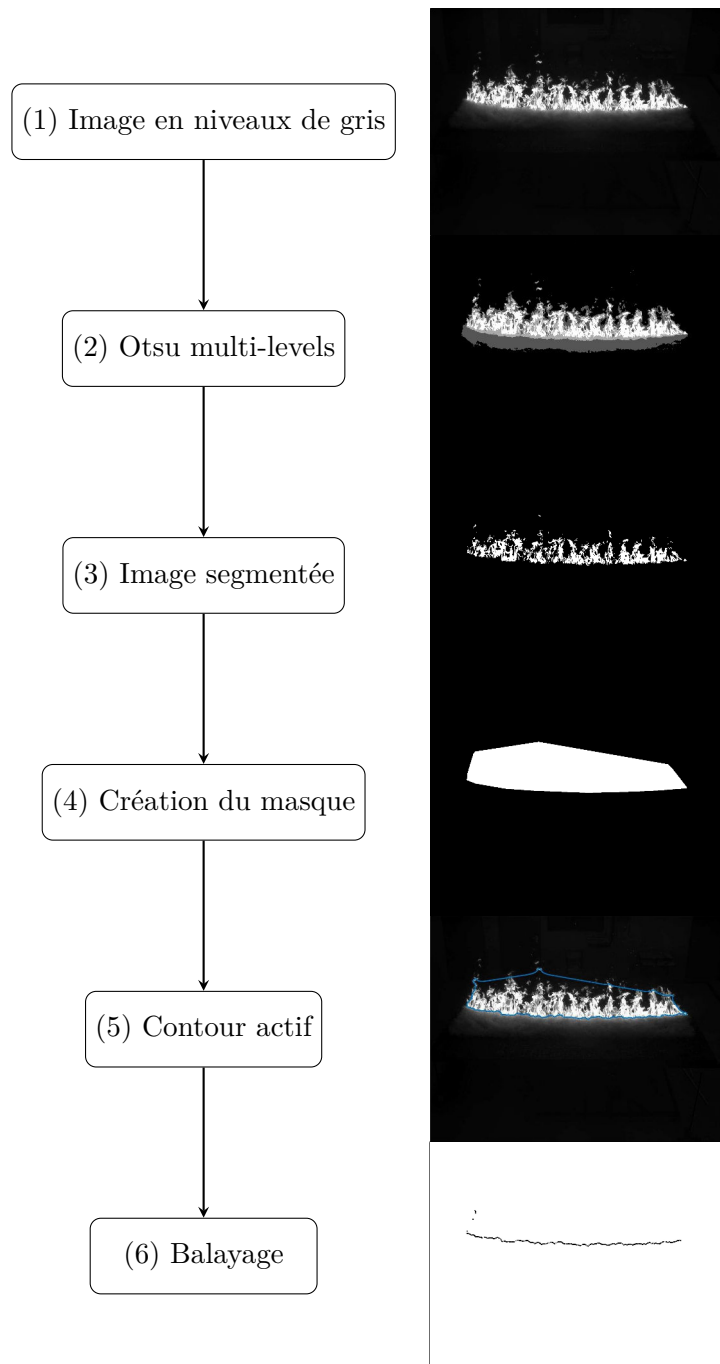 (1) Image en niveaux de gris
(2) Otsu multi-levels
(3) Image segmentée
(4) Création du masque
(5) Contour actif
(6) Balayage